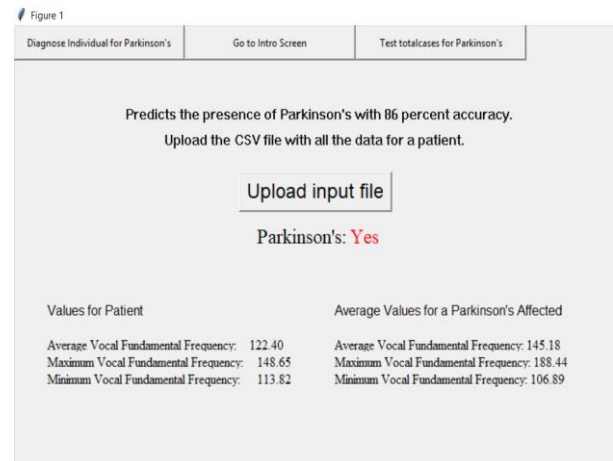 Figure 1
Diagnose Individual for Parkinson's
Go to Intro Screen
Test totalcases for Parkinson's
Predicts the presence of Parkinson's with 86 percent accuracy.
Upload the CSV file with all the data for a patient.
Upload input file
Parkinson's: Yes
Values for Patient
Average Vocal Fundamental Frequency: 122.40
Maximum Vocal Fundamental Frequency: 148.65
Minimum Vocal Fundamental Frequency: 113.82
Average Values for a Parkinson's Affected
Average Vocal Fundamental Frequency: 145.18
Maximum Vocal Fundamental Frequency: 188.44
Minimum Vocal Fundamental Frequency: 106.89